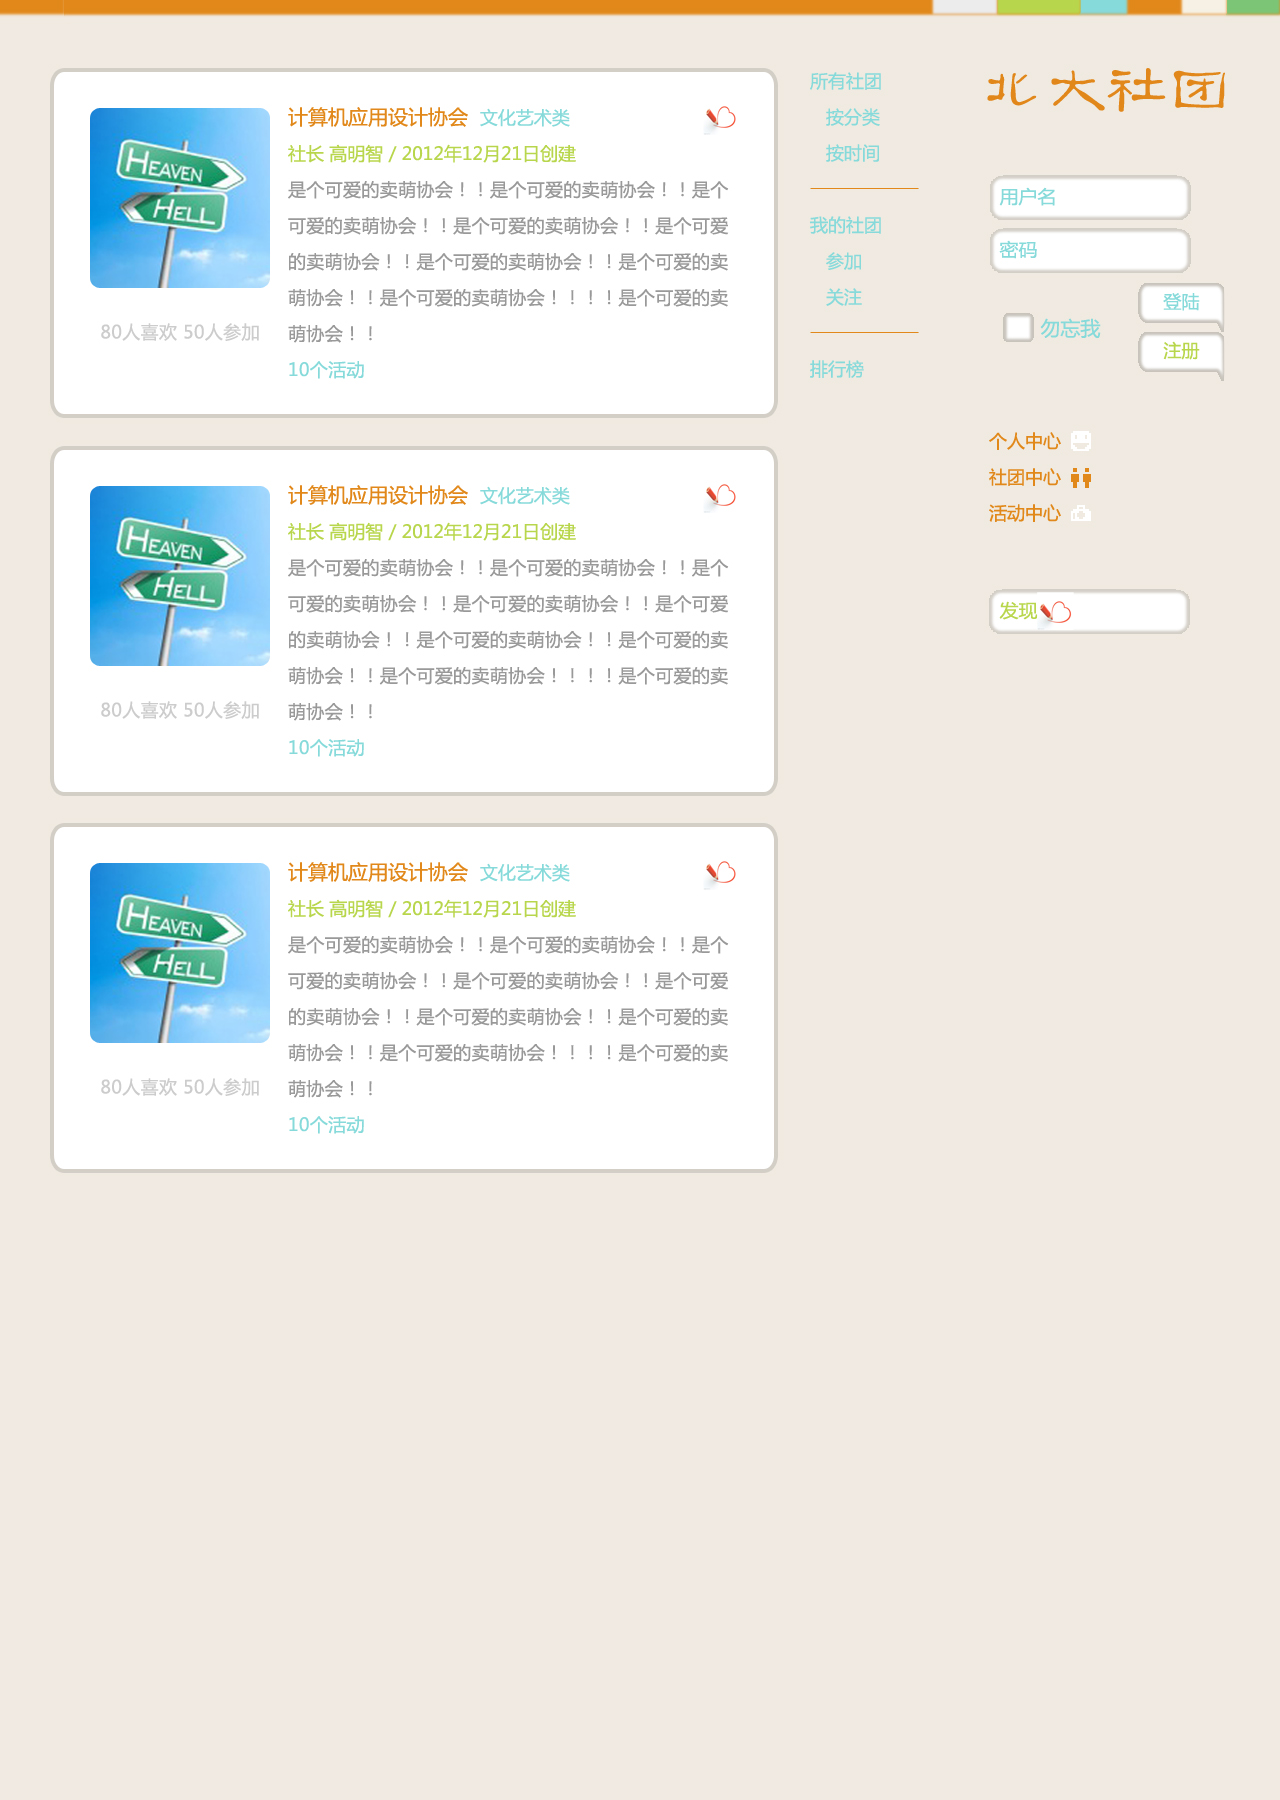 HEAVEN
HELL
80人喜欢 50人参加
计算机应用设计协会 文化艺术类
社长 高明智 / 2012年12月21日创建
是个可爱的卖萌协会！！是个可爱的卖萌协会！！是个
可爱的卖萌协会！！是个可爱的卖萌协会！！是个可爱
的卖萌协会！！是个可爱的卖萌协会！！是个可爱的卖
萌协会！！是个可爱的卖萌协会！！！！是个可爱的卖
萌协会！！
10个活动
HEAVEN
HELL
80人喜欢 50人参加
计算机应用设计协会 文化艺术类
社长 高明智 / 2012年12月21日创建
是个可爱的卖萌协会！！是个可爱的卖萌协会！！是个
可爱的卖萌协会！！是个可爱的卖萌协会！！是个可爱
的卖萌协会！！是个可爱的卖萌协会！！是个可爱的卖
萌协会！！是个可爱的卖萌协会！！！！是个可爱的卖
萌协会！！
10个活动
HEAVEN
HELL
80人喜欢 50人参加
计算机应用设计协会 文化艺术类
社长 高明智 / 2012年12月21日创建
是个可爱的卖萌协会！！是个可爱的卖萌协会！！是个
可爱的卖萌协会！！是个可爱的卖萌协会！！是个可爱
的卖萌协会！！是个可爱的卖萌协会！！是个可爱的卖
萌协会！！是个可爱的卖萌协会！！！！是个可爱的卖
萌协会！！
10个活动
所有社团
按分类
按时间
我的社团
参加
关注
排行榜
北大社团
用户名
密码
勿忘我
登陆
注册
个人中心
社团中心
活动中心
发现